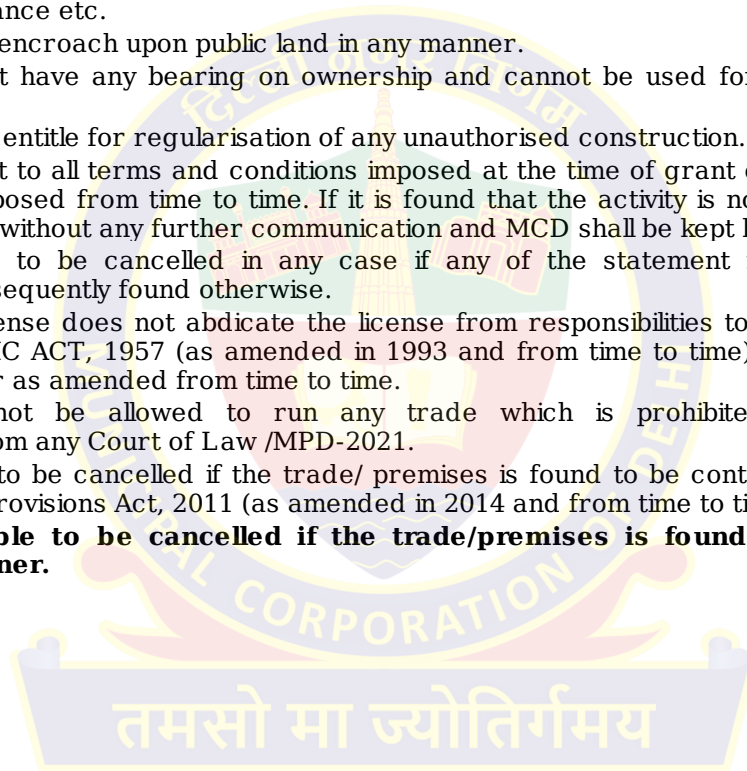 ance etc.
encroach upon public land in any manner.
t have any bearing on ownership and cannot be used for
entitle for regularisation of any unauthorised construction.
t to all terms and conditions imposed at the time of grant
posed from time to time. If it is found that the activity is no
without any further communication and MCD shall be kept
to be cancelled in any case if any of the statement
sequently found otherwise.
ense does not abdicate the license from responsibilities to
IC ACT, 1957 (as amended in 1993 and from time to time)
r as amended from time to time.
not be allowed to run any trade which is prohibite
om any Court of Law /MPD-2021.
to be cancelled if the trade/ premises is found to be cont
rovisions Act, 2011 (as amended in 2014 and from time to ti
ble to be cancelled if the trade/premises is found
ner.
दिल्ली नगर निगम
MUNICIPAL CORPORATION OF DELHI
तमसो मा ज्योतिर्गमय